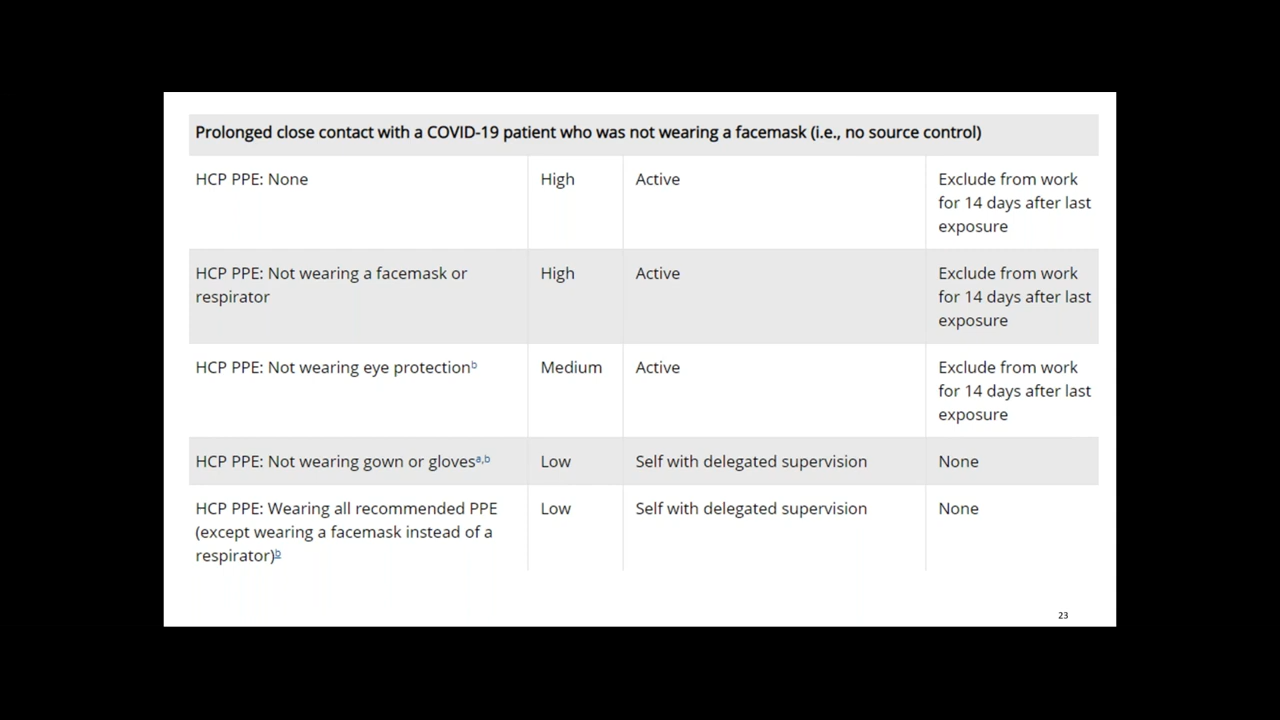 Prolonged close contact with a COVID-19 patient who was not wearing a facemask (i.e., no source control)
HCP PPE: None
High
Active
Exclude from work
for 14 days after last
exposure
HCP PPE: Not wearing a facemask or
respirator
High
Active
Exclude from work
for 14 days after last
exposure
HCP PPE: Not wearing eye protectionᵇ
Medium
Active
Exclude from work
for 14 days after last
exposure
HCP PPE: Not wearing gown or glovesᵃ,ᵇ
Low
Self with delegated supervision
None
HCP PPE: Wearing all recommended PPE
(except wearing a facemask instead of a
respirator)ᵇ
Low
Self with delegated supervision
None
23